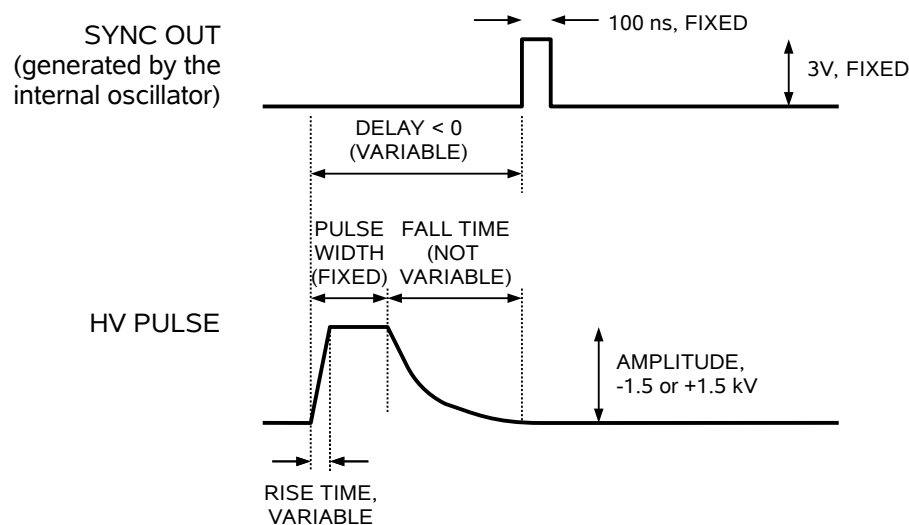 SYNC OUT
(generated by the
internal oscillator)
100 ns, FIXED
3V, FIXED
DELAY < 0
(VARIABLE)
PULSE
WIDTH
(FIXED)
FALL TIME
(NOT
VARIABLE)
HV PULSE
AMPLITUDE,
-1.5 or +1.5 kV
RISE TIME,
VARIABLE